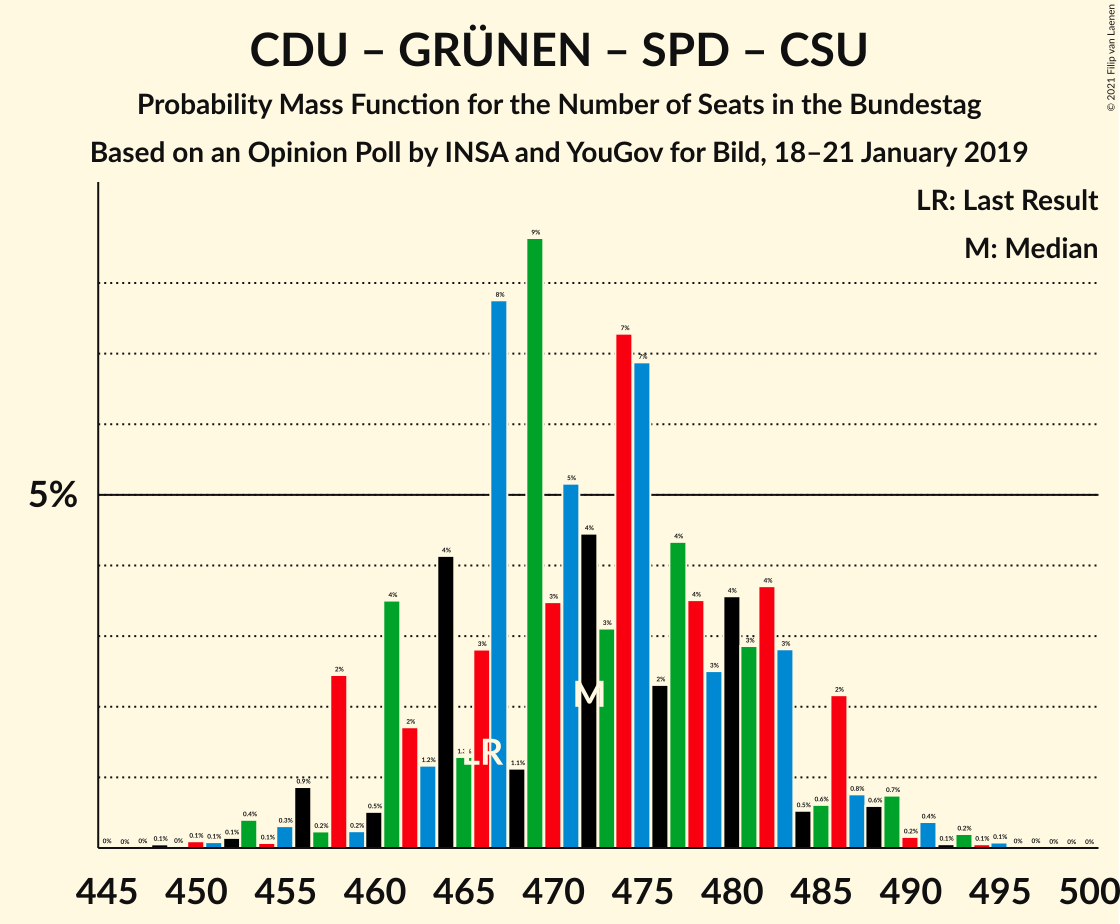 CDU – GRÜNEN – SPD – CSU
Probability Mass Function for the Number of Seats in the Bundestag
Based on an Opinion Poll by INSA and YouGov for Bild, 18–21 January 2019
© 2021 Filip van Laenen
LR: Last Result
M: Median
5%
0% 0% 0% 0.1% 0% 0.1% 0.1% 0.1% 0.4% 0.1% 0.3% 0.9% 0.2% 2% 0.2% 0.5% 4% 2% 1.2% 4% 3% 8% 1.1% 9% 3% 5% 4% 3% 7% 7% 2% 4% 4% 3% 4% 3% 4% 3% 0.5% 0.6% 2% 0.8% 0.6% 0.7% 0.2% 0.4% 0.1% 0.2% 0.1% 0.1% 0% 0% 0% 0% 0%
M
LR
445 450 455 460 465 470 475 480 485 490 495 500